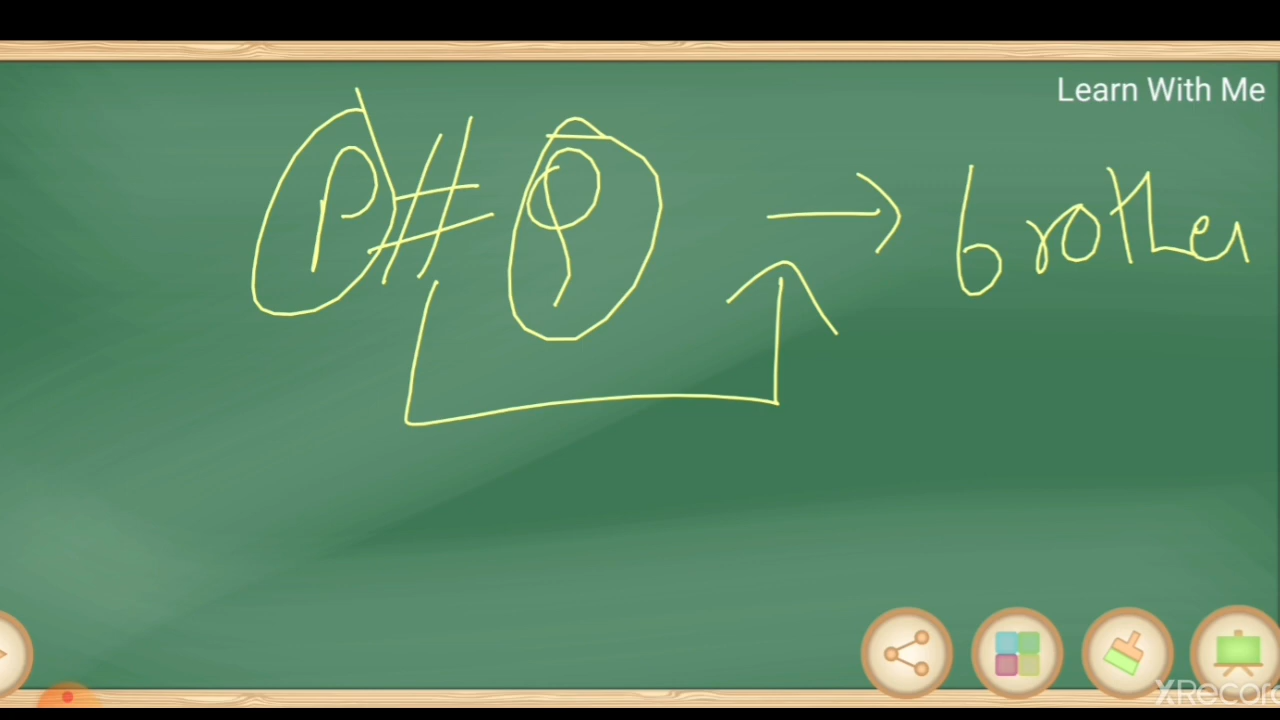 Learn With Me
P # Q → brother